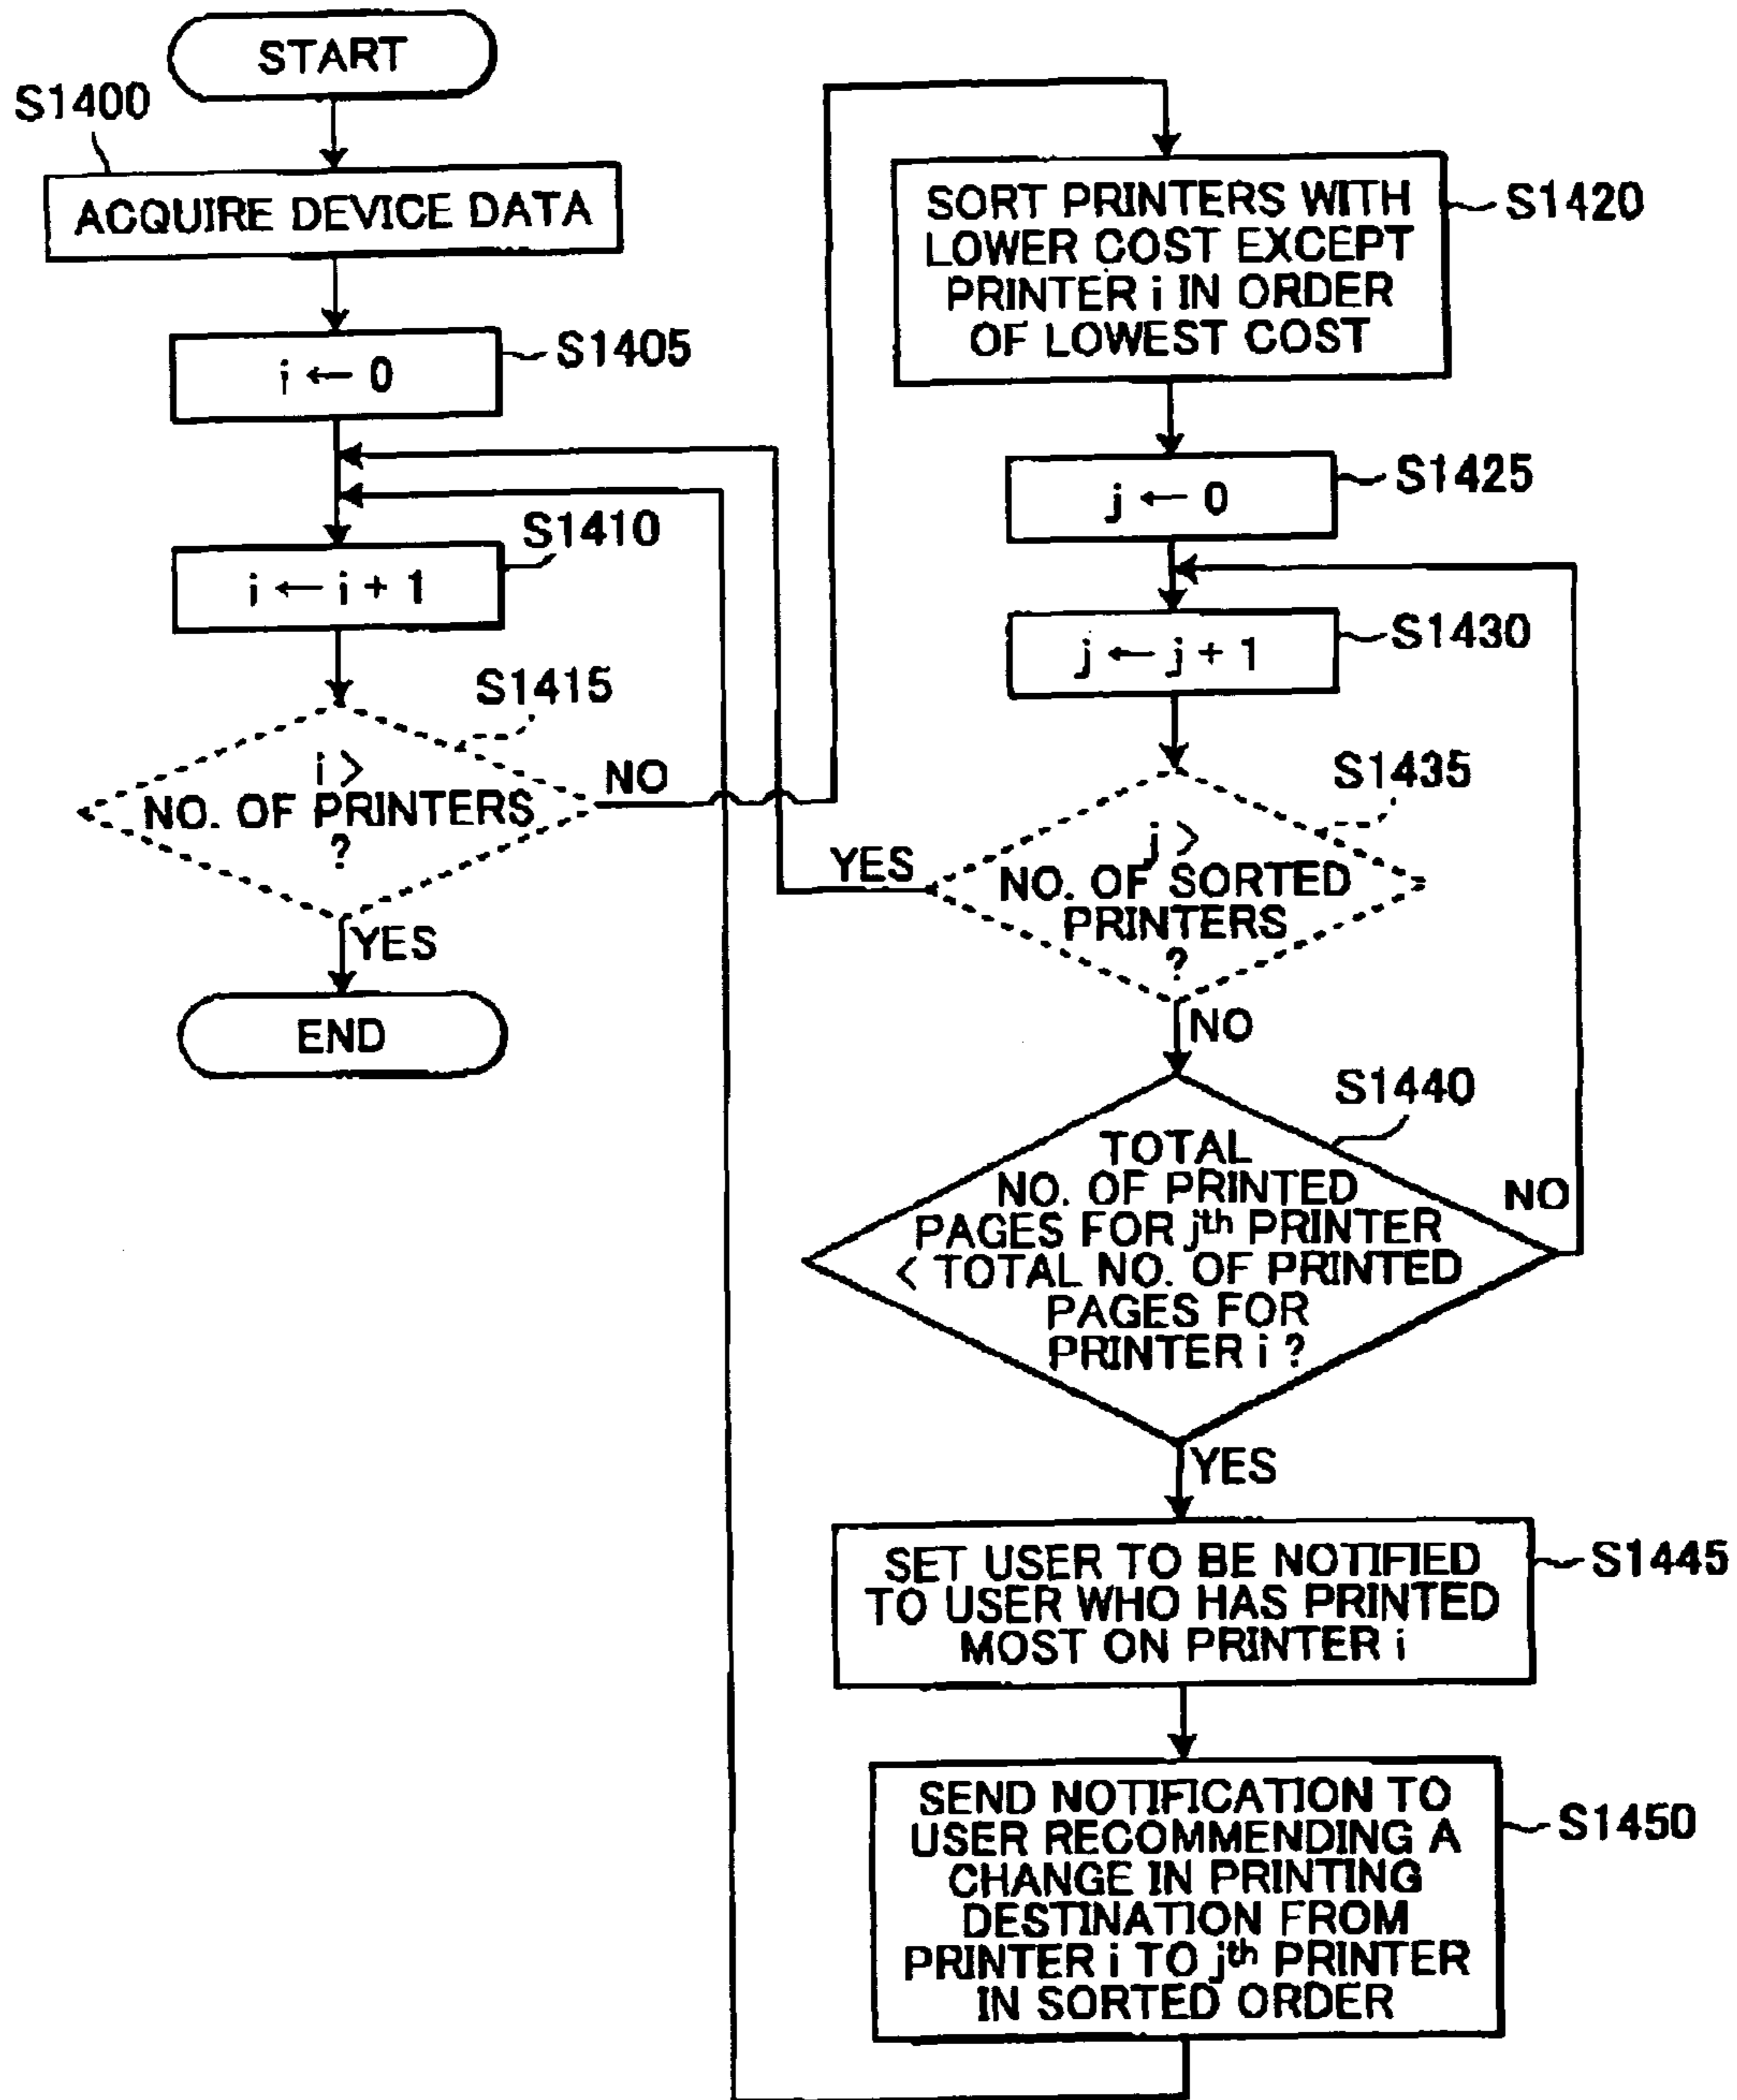 START
S1400
ACQUIRE DEVICE DATA
i ← 0
S1405
S1410
i ← i + 1
S1415
i >
NO. OF PRINTERS
?
NO
YES
END
SORT PRINTERS WITH
LOWER COST EXCEPT
PRINTER i IN ORDER
OF LOWEST COST
S1420
j ← 0
S1425
j ← j + 1
S1430
S1435
j >
NO. OF SORTED
PRINTERS
?
YES
NO
S1440
TOTAL
NO. OF PRINTED
PAGES FOR jth PRINTER
< TOTAL NO. OF PRINTED
PAGES FOR
PRINTER i ?
NO
YES
SET USER TO BE NOTIFIED
TO USER WHO HAS PRINTED
MOST ON PRINTER i
S1445
SEND NOTIFICATION TO
USER RECOMMENDING A
CHANGE IN PRINTING
DESTINATION FROM
PRINTER i TO jth PRINTER
IN SORTED ORDER
S1450